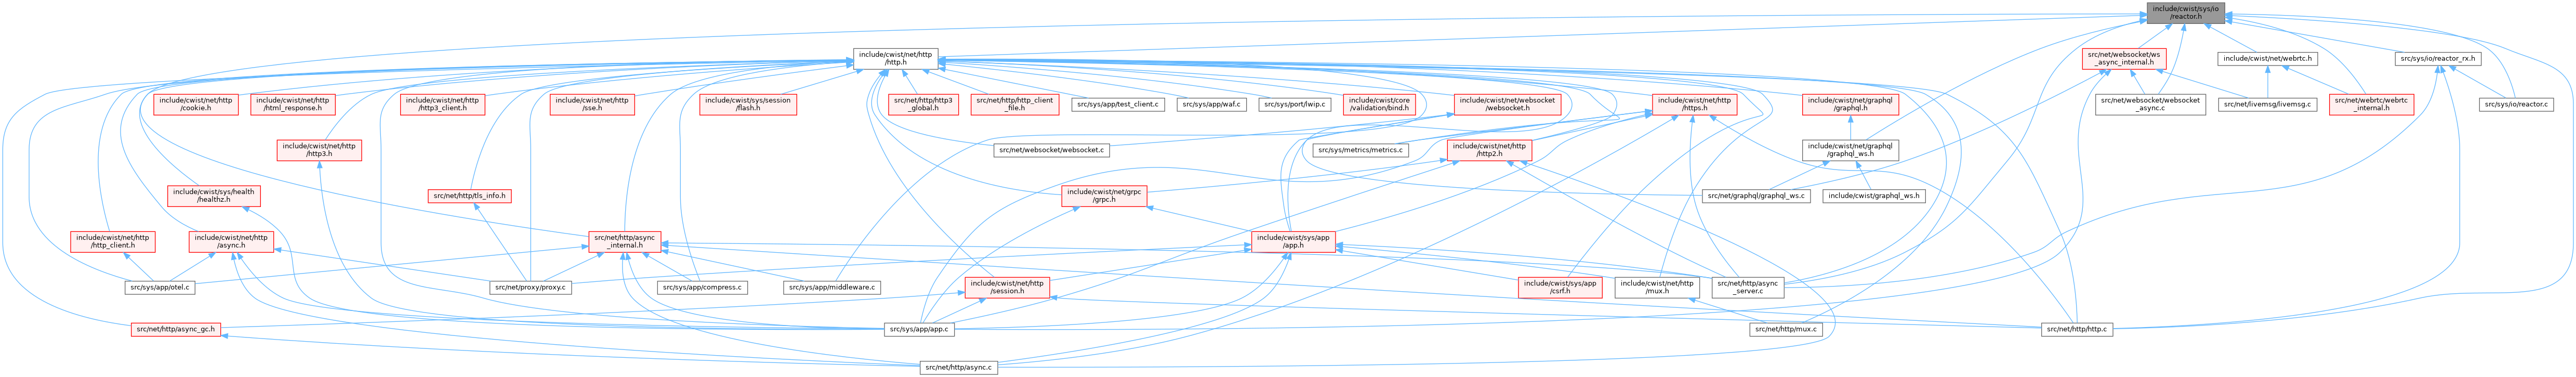 include/cwist/sys/io
/reactor.h
include/cwist/net/http
/http.h
src/net/websocket/ws
_async_internal.h
include/cwist/net/webrtc.h
src/sys/io/reactor_rx.h
include/cwist/net/http
/cookie.h
include/cwist/net/http
/html_response.h
include/cwist/net/http
/http3_client.h
include/cwist/net/http
/sse.h
include/cwist/sys/session
/flash.h
src/net/http/http3
_global.h
src/net/http/http_client
_file.h
src/sys/app/test_client.c
src/sys/app/waf.c
src/sys/port/lwip.c
include/cwist/core
/validation/bind.h
include/cwist/net/websocket
/websocket.h
include/cwist/net/http
/https.h
include/cwist/net/graphql
/graphql.h
src/net/websocket/websocket
_async.c
src/net/livemsg/livemsg.c
src/net/webrtc/webrtc
_internal.h
src/sys/io/reactor.c
include/cwist/net/http
/http3.h
src/net/websocket/websocket.c
src/sys/metrics/metrics.c
include/cwist/net/http
/http2.h
include/cwist/net/graphql
/graphql_ws.h
include/cwist/sys/health
/healthz.h
src/net/http/tls_info.h
include/cwist/net/grpc
/grpc.h
src/net/graphql/graphql_ws.c
include/cwist/graphql_ws.h
include/cwist/net/http
/http_client.h
include/cwist/net/http
/async.h
src/net/http/async
_internal.h
include/cwist/sys/app
/app.h
src/sys/app/otel.c
src/net/proxy/proxy.c
src/sys/app/compress.c
src/sys/app/middleware.c
include/cwist/net/http
/session.h
include/cwist/sys/app
/csrf.h
include/cwist/net/http
/mux.h
src/net/http/async
_server.c
src/net/http/async_gc.h
src/sys/app/app.c
src/net/http/mux.c
src/net/http/http.c
src/net/http/async.c